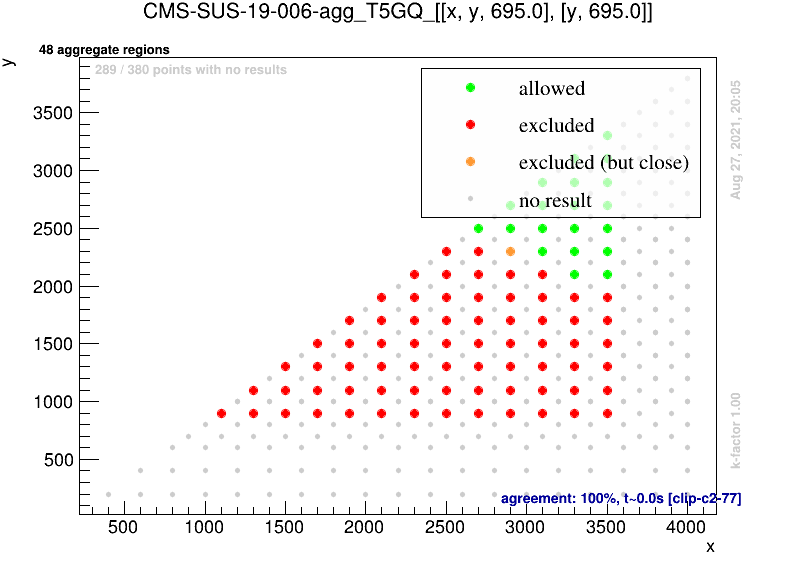 CMS-SUS-19-006-agg_T5GQ_[[x, y, 695.0], [y, 695.0]]
48 aggregate regions
289 / 380 points with no results
y
allowed
excluded
excluded (but close)
no result
3500
3000
2500
2000
1500
1000
500
Aug 27, 2021, 20:05
k-factor 1.00
agreement: 100%, t~0.0s [clip-c2-77]
500 1000 1500 2000 2500 3000 3500 4000
x